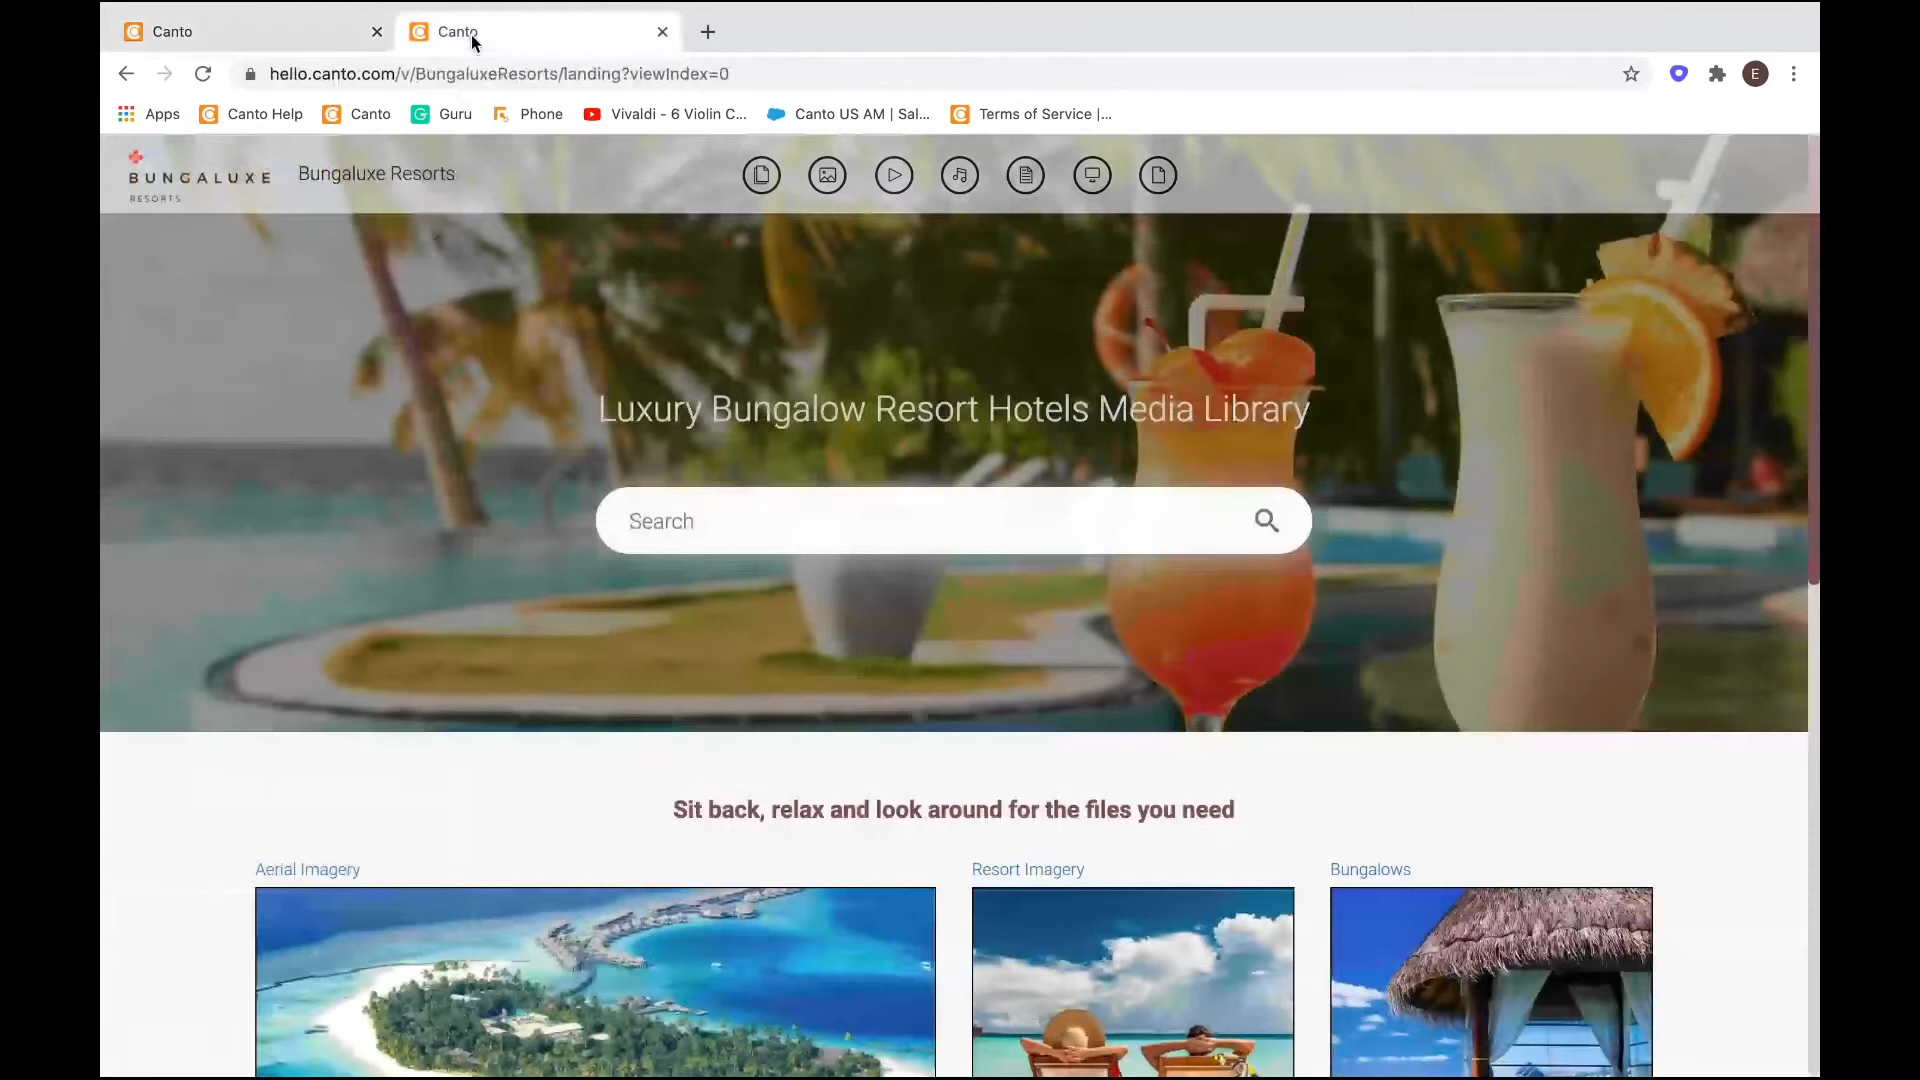 Canto
Canto
hello.canto.com/v/BungaluxeResorts/landing?viewIndex=0
E
Apps
Canto Help
Canto
Guru
Phone
Vivaldi - 6 Violin C...
Canto US AM | Sal...
Terms of Service |...
BUNGALUXE
RESORTS
Bungaluxe Resorts
Luxury Bungalow Resort Hotels Media Library
Search
Sit back, relax and look around for the files you need
Aerial Imagery
Resort Imagery
Bungalows